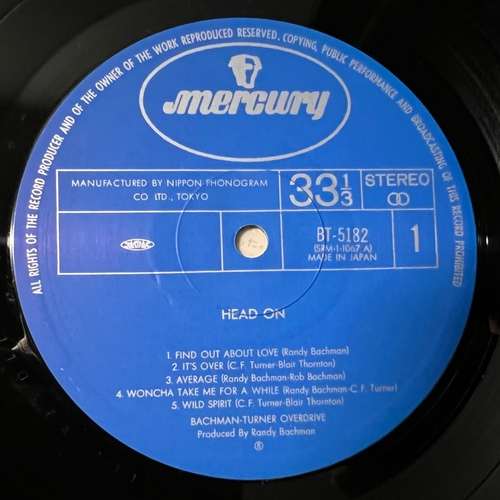 ALL RIGHTS OF THE RECORD PRODUCER AND OF THE OWNER OF THE WORK REPRODUCED RESERVED. COPYING, PUBLIC PERFORMANCE AND BROADCASTING OF THIS RECORD PROHIBITED
mercury
MANUFACTURED BY NIPPON PHONOGRAM
CO LTD., TOKYO
33 1/3
STEREO
BT-5182
(SRM-1-1067 A)
MADE IN JAPAN
1
HEAD ON
1. FIND OUT ABOUT LOVE (Randy Bachman)
2. IT'S OVER (C.F. Turner-Blair Thornton)
3. AVERAGE (Randy Bachman-Rob Bachman)
4. WONCHA TAKE ME FOR A WHILE (Randy Bachman-C.F. Turner)
5. WILD SPIRIT (C.F. Turner-Blair Thornton)
BACHMAN-TURNER OVERDRIVE
Produced By Randy Bachman